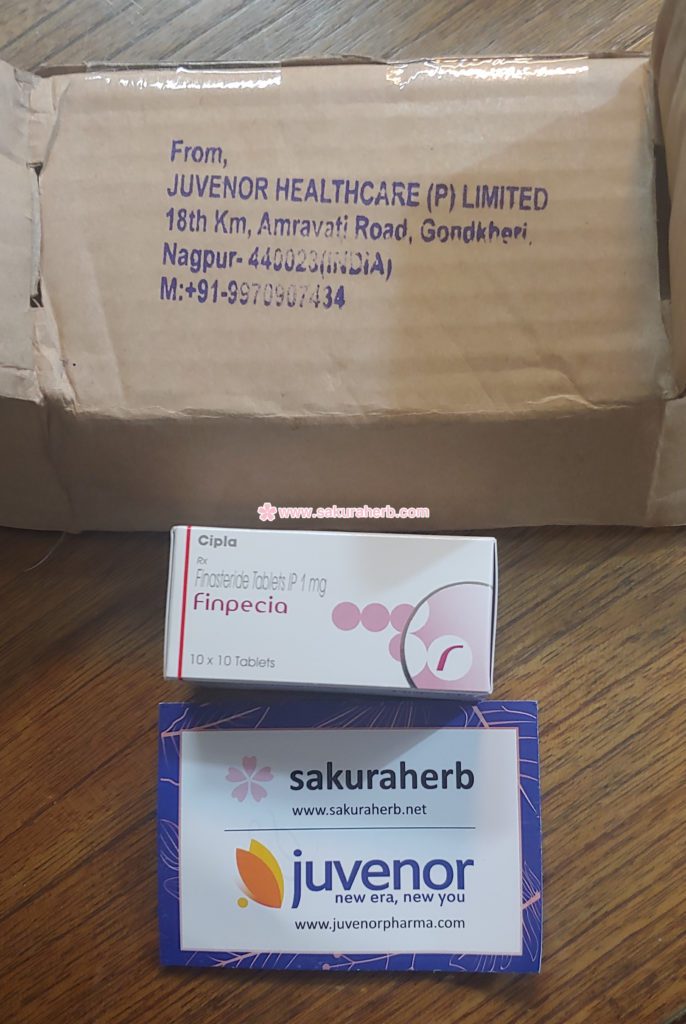 From,
JUVENOR HEALTHCARE (P) LIMITED
18th Km, Amravati Road, Gondkheri,
Nagpur- 440023(INDIA)
M:+91-9970907434
www.sakuraherb.com
Cipla
Rx
Finasteride Tablets IP 1 mg
Finpecia
10 x 10 Tablets
sakuraherb
www.sakuraherb.net
juvenor
new era, new you
www.juvenorpharma.com